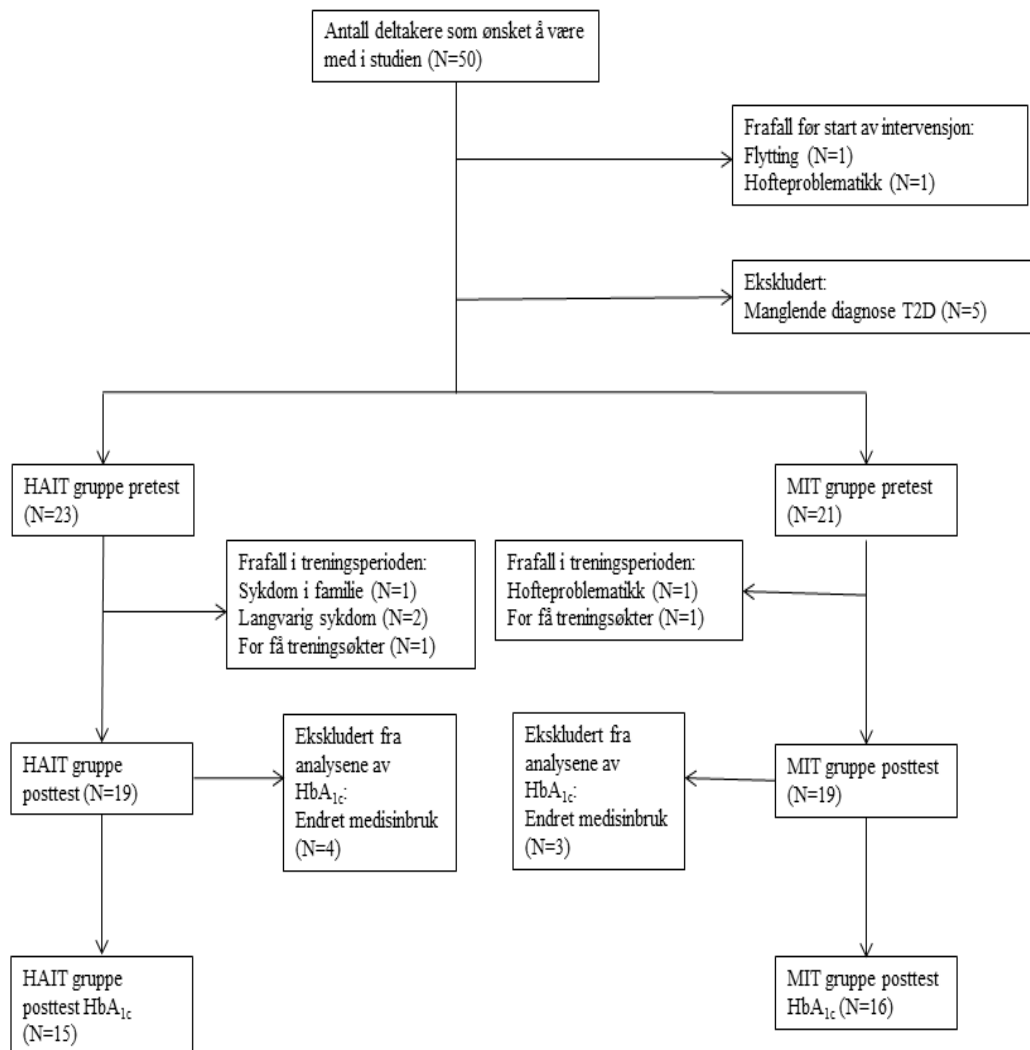 Antall deltakere som ønsket å være
med i studien (N=50)
Frafall før start av intervensjon:
Flytting (N=1)
Hofteproblematikk (N=1)
Ekskludert:
Manglende diagnose T2D (N=5)
HAIT gruppe pretest
(N=23)
MIT gruppe pretest
(N=21)
Frafall i treningsperioden:
Sykdom i familie (N=1)
Langvarig sykdom (N=2)
For få treningsøkter (N=1)
Frafall i treningsperioden:
Hofteproblematikk (N=1)
For få treningsøkter (N=1)
HAIT gruppe
posttest (N=19)
Ekskludert fra
analysene av
HbA1c:
Endret medisinbruk
(N=4)
Ekskludert fra
analysene av
HbA1c:
Endret medisinbruk
(N=3)
MIT gruppe posttest
(N=19)
HAIT gruppe
posttest HbA1c
(N=15)
MIT gruppe posttest
HbA1c (N=16)